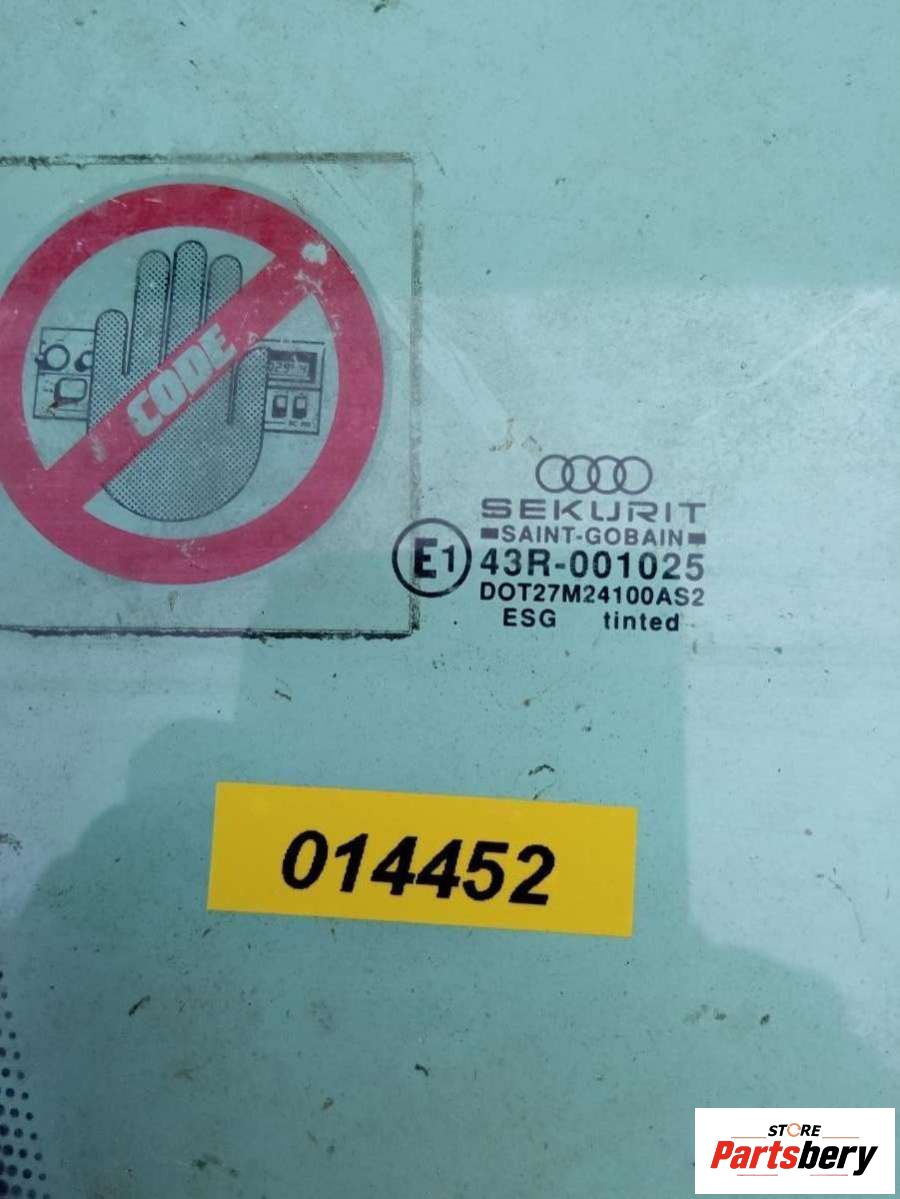 CODE
SEKURIT
SAINT-GOBAIN
E1 43R-001025
DOT27M24100AS2
ESG tinted
014452
STORE
Partsbery